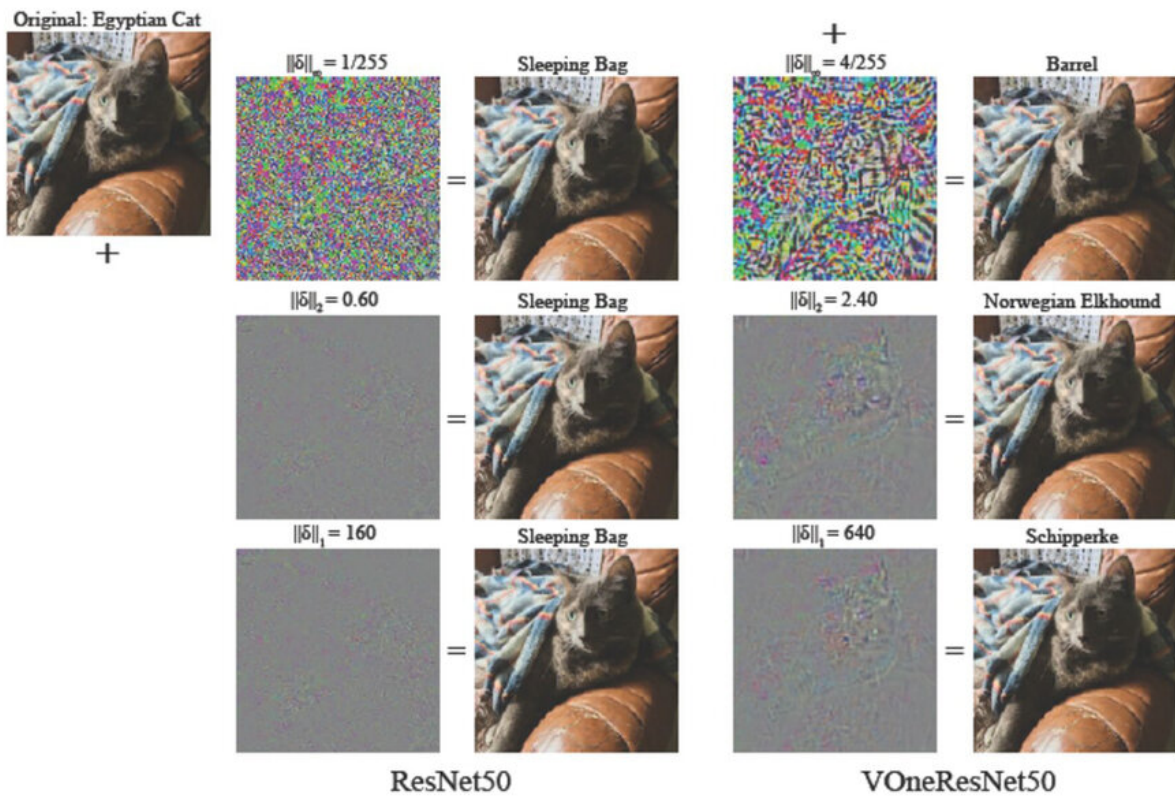 Original: Egyptian Cat
+
+
||δ||∞ = 1/255
Sleeping Bag
||δ||∞ = 4/255
Barrel
=
=
||δ||₂ = 0.60
Sleeping Bag
||δ||₂ = 2.40
Norwegian Elkhound
=
=
||δ||₁ = 160
Sleeping Bag
||δ||₁ = 640
Schipperke
=
=
ResNet50
VOneResNet50